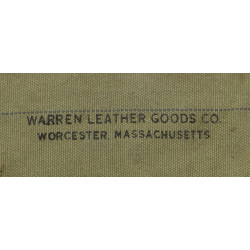 WARREN LEATHER GOODS CO.
WORCESTER, MASSACHUSETTS